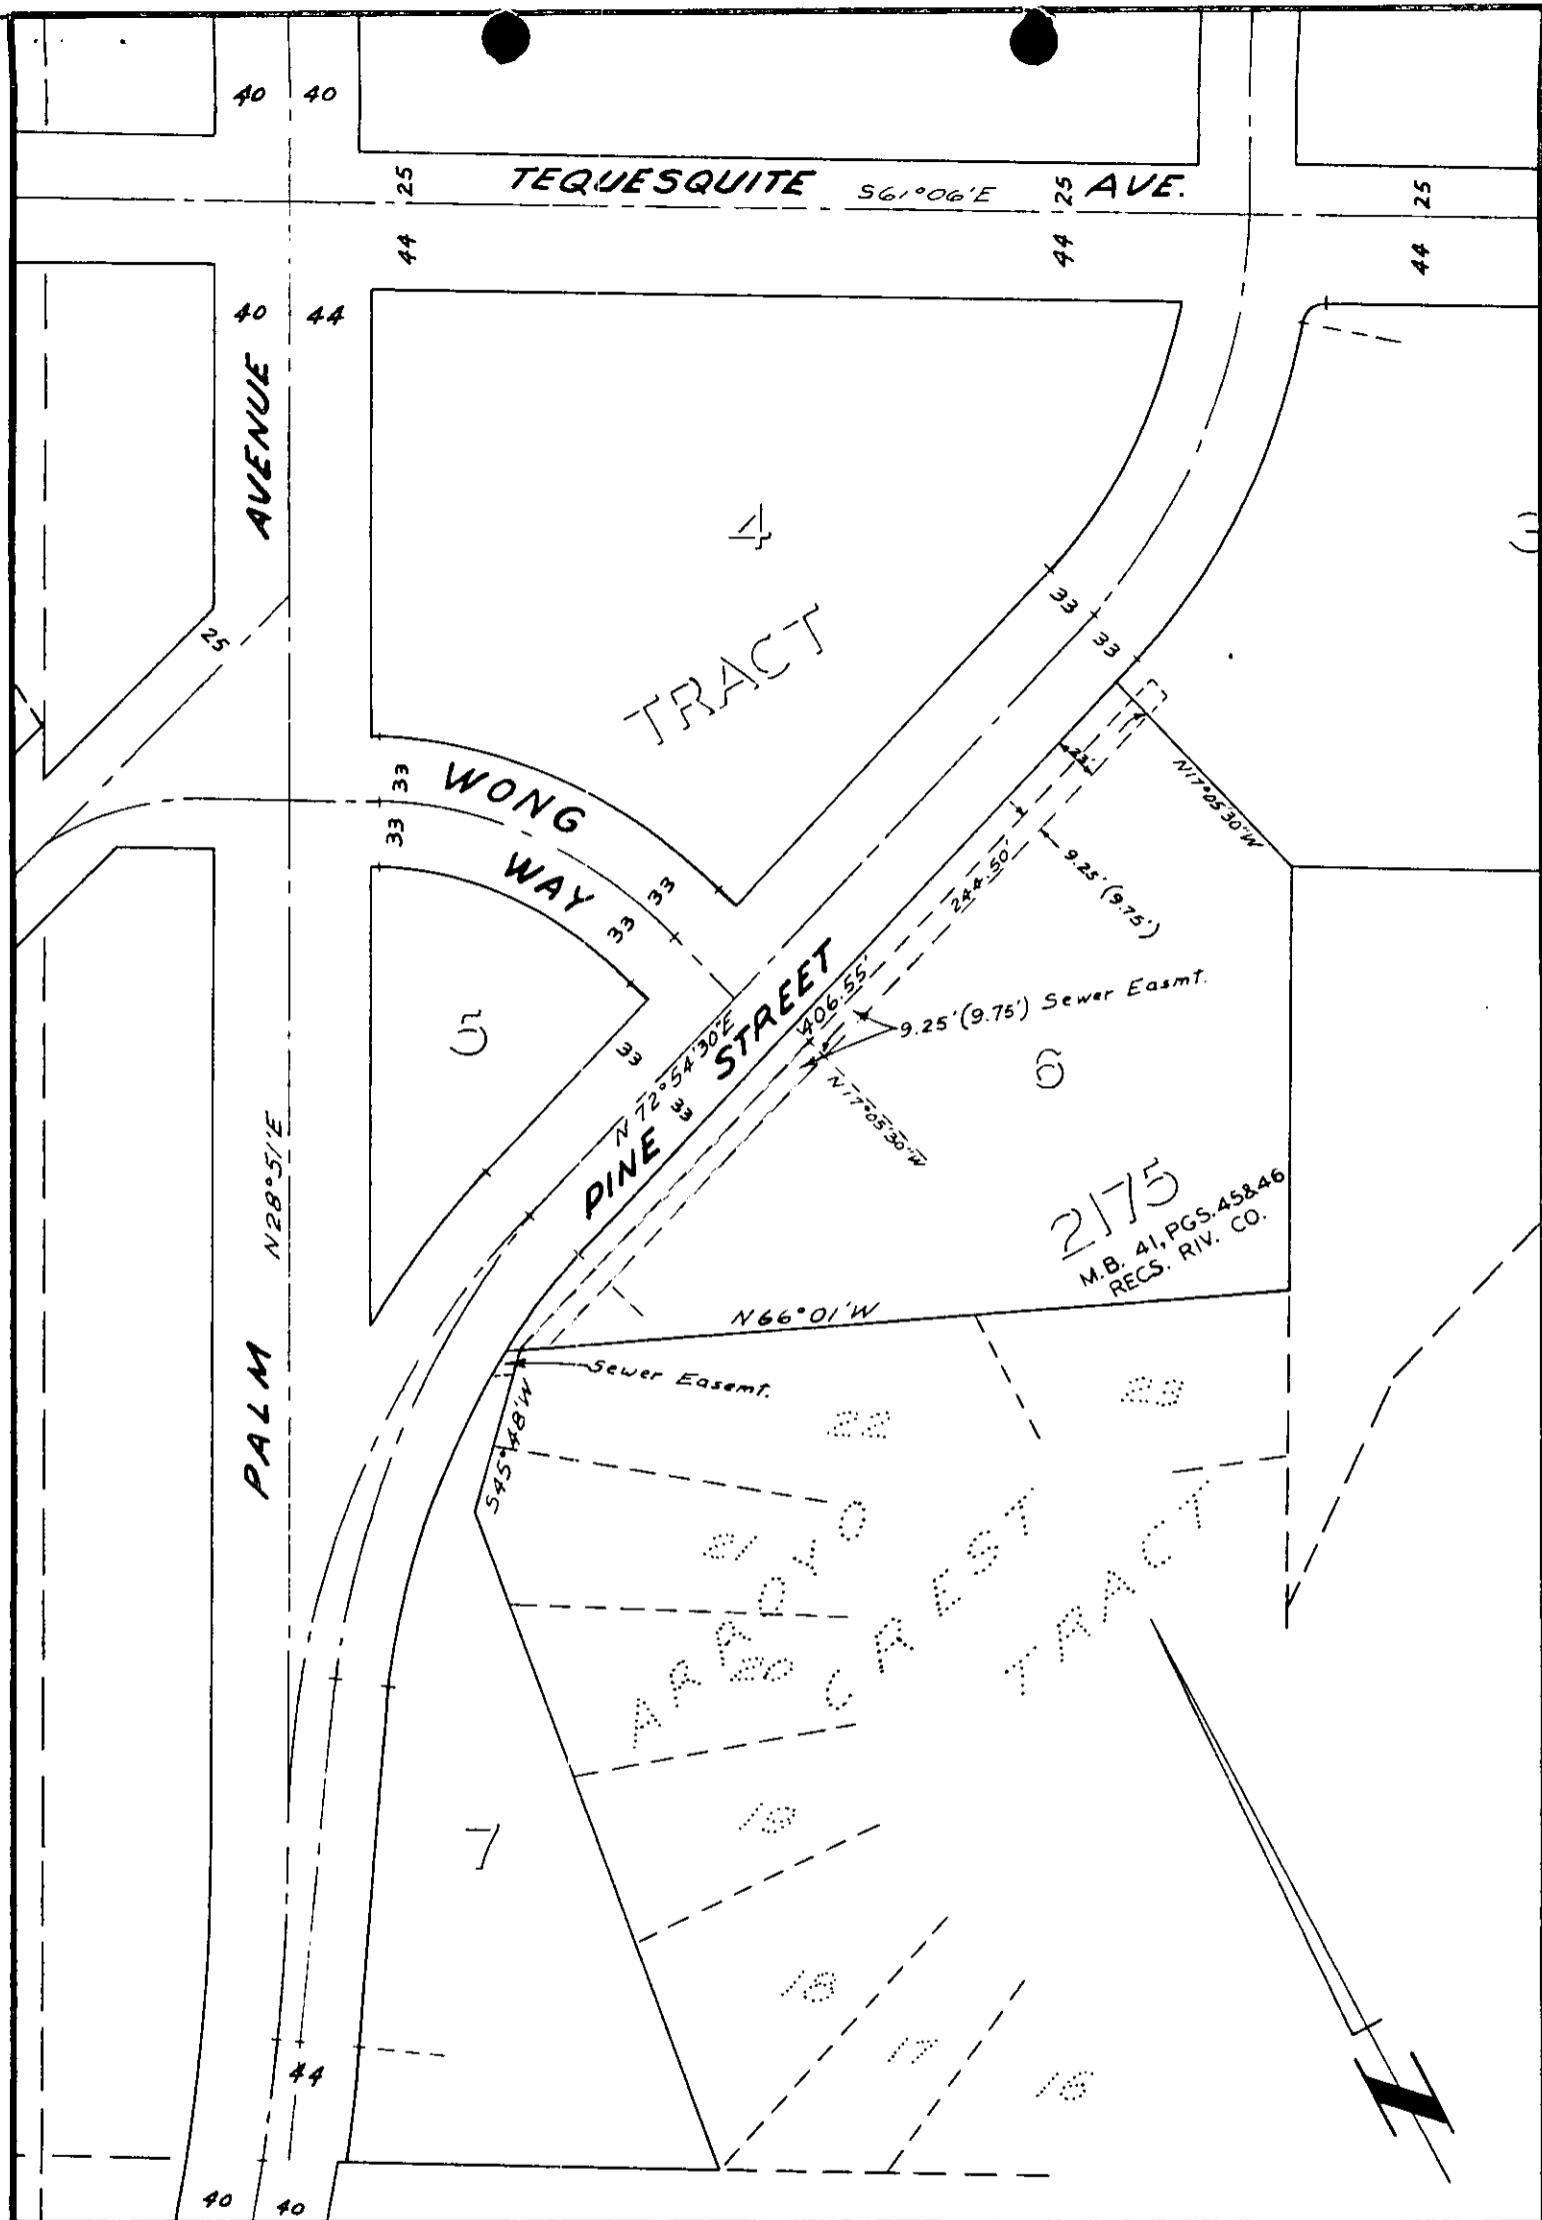 40 40
TEQUESQUITE S61°06'E AVE.
25 25 25
44 44 44
40 44
PALM AVENUE
N28°51'E
25
4
3
TRACT
33
33
33
33
WONG
WAY
33
33
23'
N17°05'30"W
244.50'
9.25' (9.75')
406.55'
9.25' (9.75') Sewer Easmt.
N17°05'30"W
5
33
N 72°54'30"E
33
PINE STREET
6
2175
M.B. 41, PGS. 45&46
RECS. RIV. CO.
N66°01'W
Sewer Easemt.
S45°48'W
22
23
21
20
ARROYO
CREST
TRACT
19
7
18
17
16
44
40 40
N